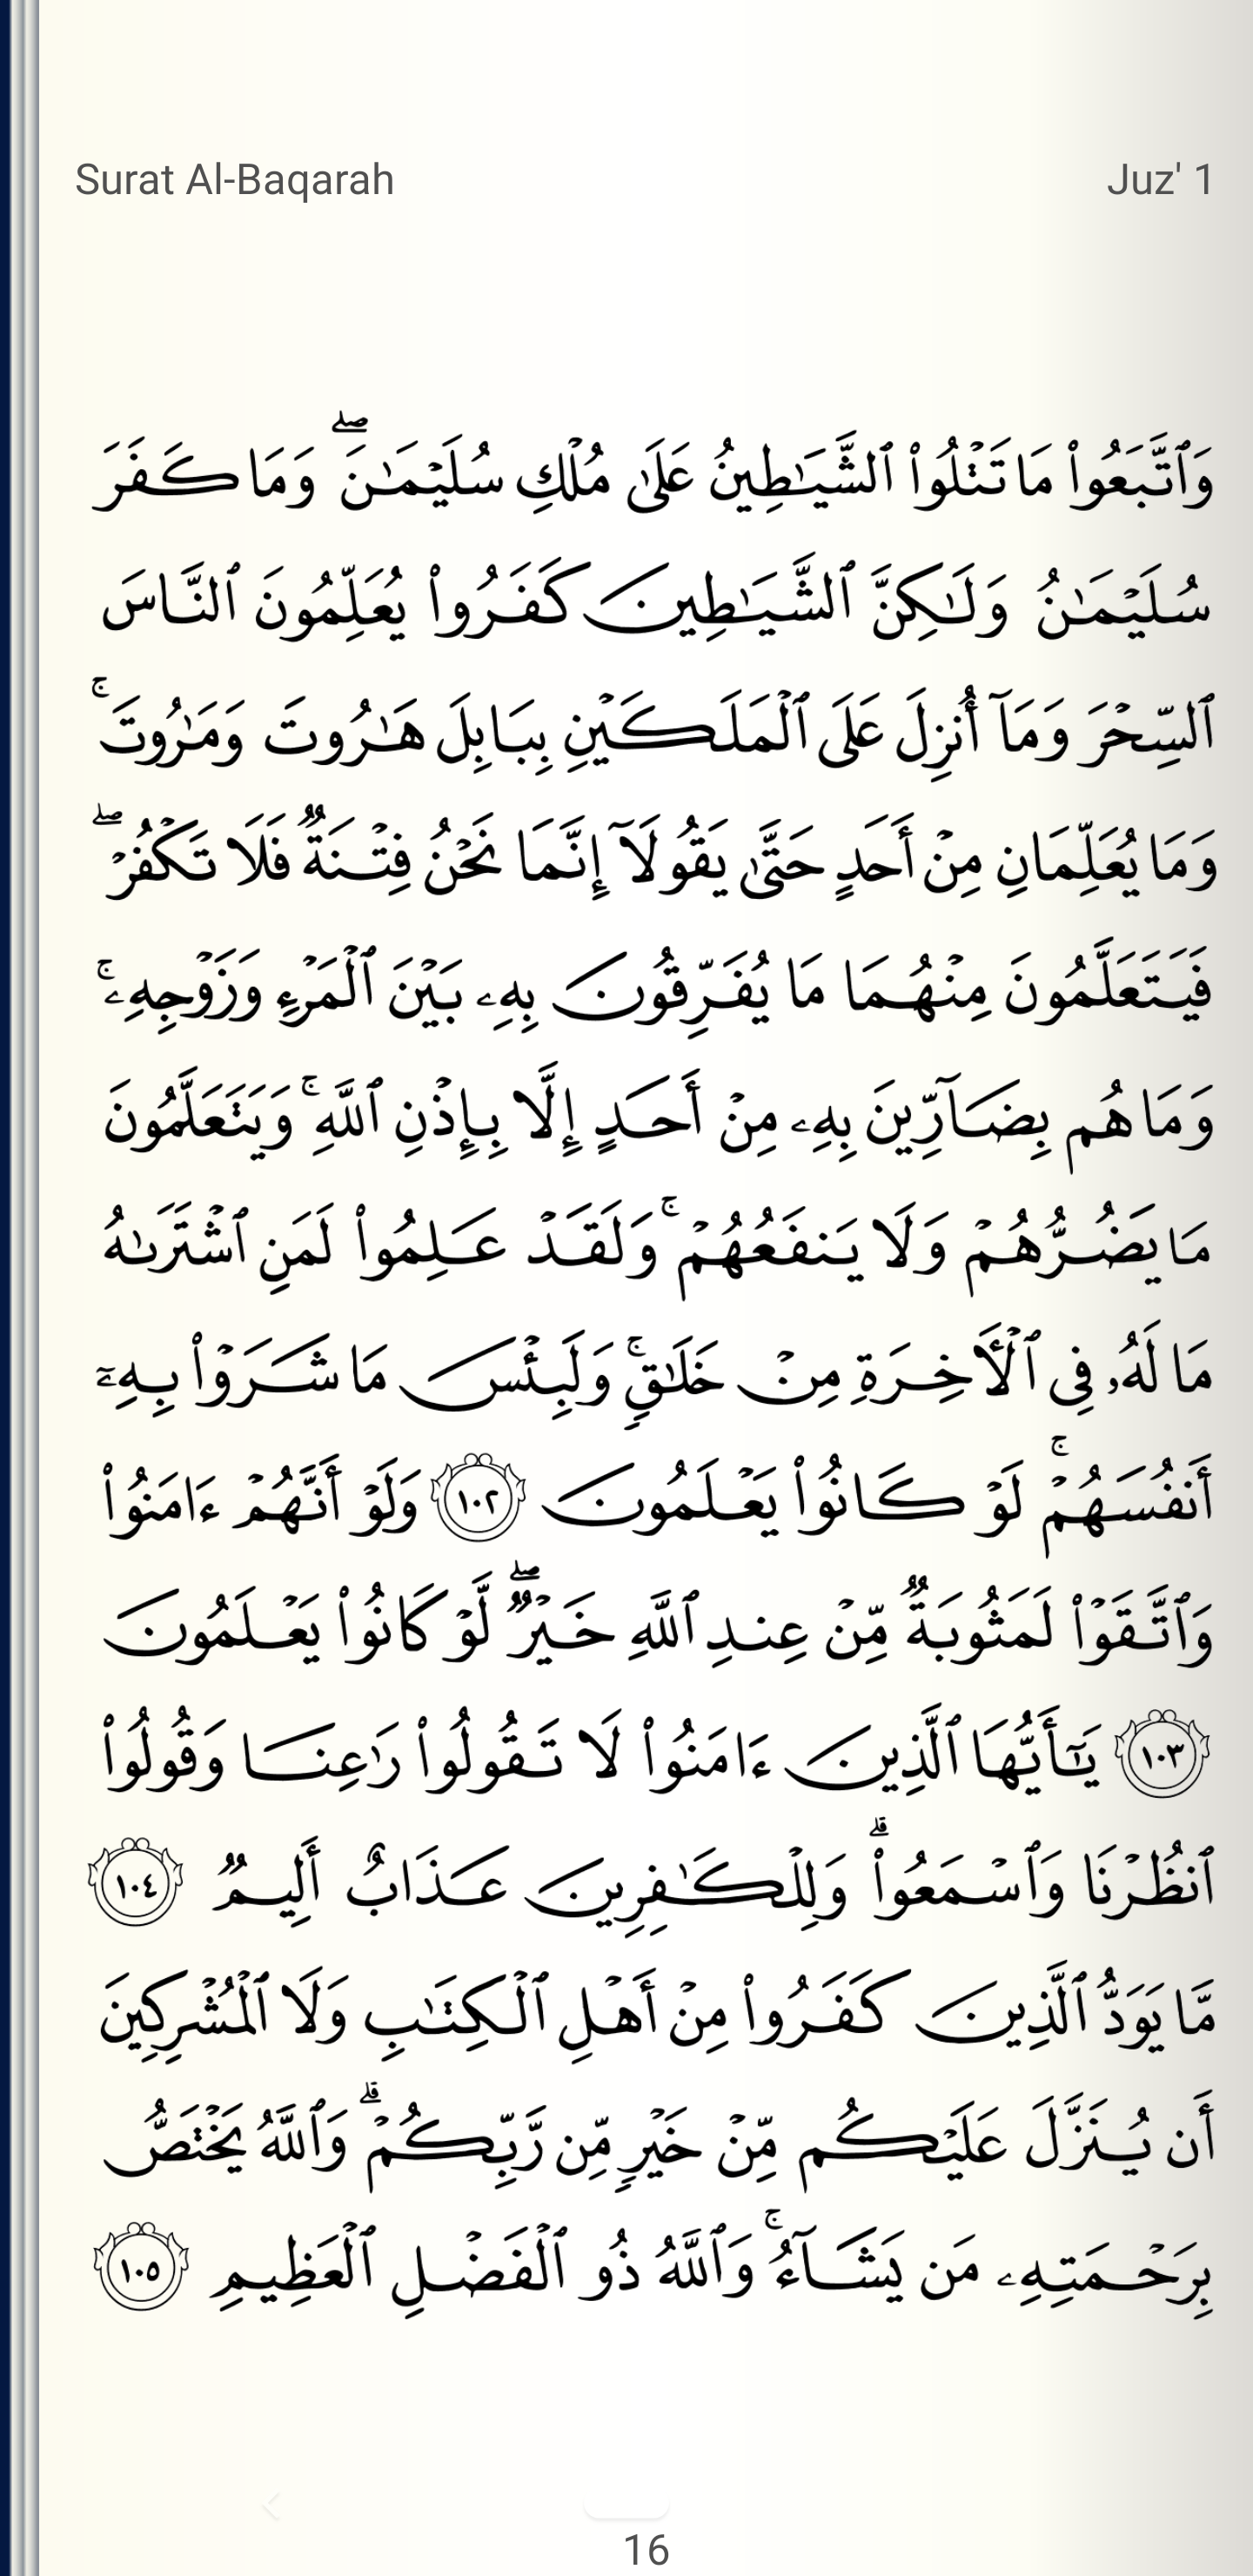 Surat Al-Baqarah
Juz' 1
وَٱتَّبَعُوا۟ مَا تَتْلُوا۟ ٱلشَّيَـٰطِينُ عَلَىٰ مُلْكِ سُلَيْمَـٰنَ ۖ وَمَا كَفَرَ
سُلَيْمَـٰنُ وَلَـٰكِنَّ ٱلشَّيَـٰطِينَ كَفَرُوا۟ يُعَلِّمُونَ ٱلنَّاسَ
ٱلسِّحْرَ وَمَآ أُنزِلَ عَلَى ٱلْمَلَكَيْنِ بِبَابِلَ هَـٰرُوتَ وَمَـٰرُوتَ ۚ
وَمَا يُعَلِّمَانِ مِنْ أَحَدٍ حَتَّىٰ يَقُولَآ إِنَّمَا نَحْنُ فِتْنَةٌ فَلَا تَكْفُرْ ۖ
فَيَتَعَلَّمُونَ مِنْهُمَا مَا يُفَرِّقُونَ بِهِۦ بَيْنَ ٱلْمَرْءِ وَزَوْجِهِۦ ۚ
وَمَا هُم بِضَآرِّينَ بِهِۦ مِنْ أَحَدٍ إِلَّا بِإِذْنِ ٱللَّهِ ۚ وَيَتَعَلَّمُونَ
مَا يَضُرُّهُمْ وَلَا يَنفَعُهُمْ ۚ وَلَقَدْ عَلِمُوا۟ لَمَنِ ٱشْتَرَىٰهُ
مَا لَهُۥ فِى ٱلْـَٔاخِرَةِ مِنْ خَلَـٰقٍ ۚ وَلَبِئْسَ مَا شَرَوْا۟ بِهِۦٓ
أَنفُسَهُمْ ۚ لَوْ كَانُوا۟ يَعْلَمُونَ ١٠٢ وَلَوْ أَنَّهُمْ ءَامَنُوا۟
وَٱتَّقَوْا۟ لَمَثُوبَةٌ مِّنْ عِندِ ٱللَّهِ خَيْرٌ ۖ لَّوْ كَانُوا۟ يَعْلَمُونَ
١٠٣ يَـٰٓأَيُّهَا ٱلَّذِينَ ءَامَنُوا۟ لَا تَقُولُوا۟ رَٰعِنَا وَقُولُوا۟
ٱنظُرْنَا وَٱسْمَعُوا۟ ۗ وَلِلْكَـٰفِرِينَ عَذَابٌ أَلِيمٌ ١٠٤
مَّا يَوَدُّ ٱلَّذِينَ كَفَرُوا۟ مِنْ أَهْلِ ٱلْكِتَـٰبِ وَلَا ٱلْمُشْرِكِينَ
أَن يُنَزَّلَ عَلَيْكُم مِّنْ خَيْرٍ مِّن رَّبِّكُمْ ۗ وَٱللَّهُ يَخْتَصُّ
بِرَحْمَتِهِۦ مَن يَشَآءُ ۚ وَٱللَّهُ ذُو ٱلْفَضْلِ ٱلْعَظِيمِ ١٠٥
16